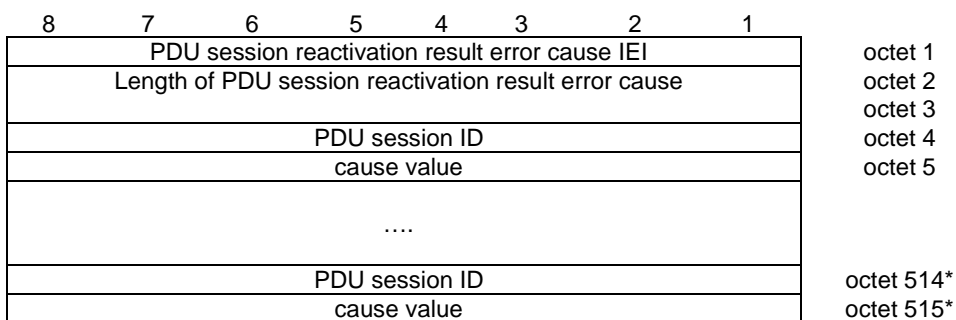 8 7 6 5 4 3 2 1
PDU session reactivation result error cause IEI octet 1
Length of PDU session reactivation result error cause octet 2
octet 3
PDU session ID octet 4
cause value octet 5
….
PDU session ID octet 514*
cause value octet 515*